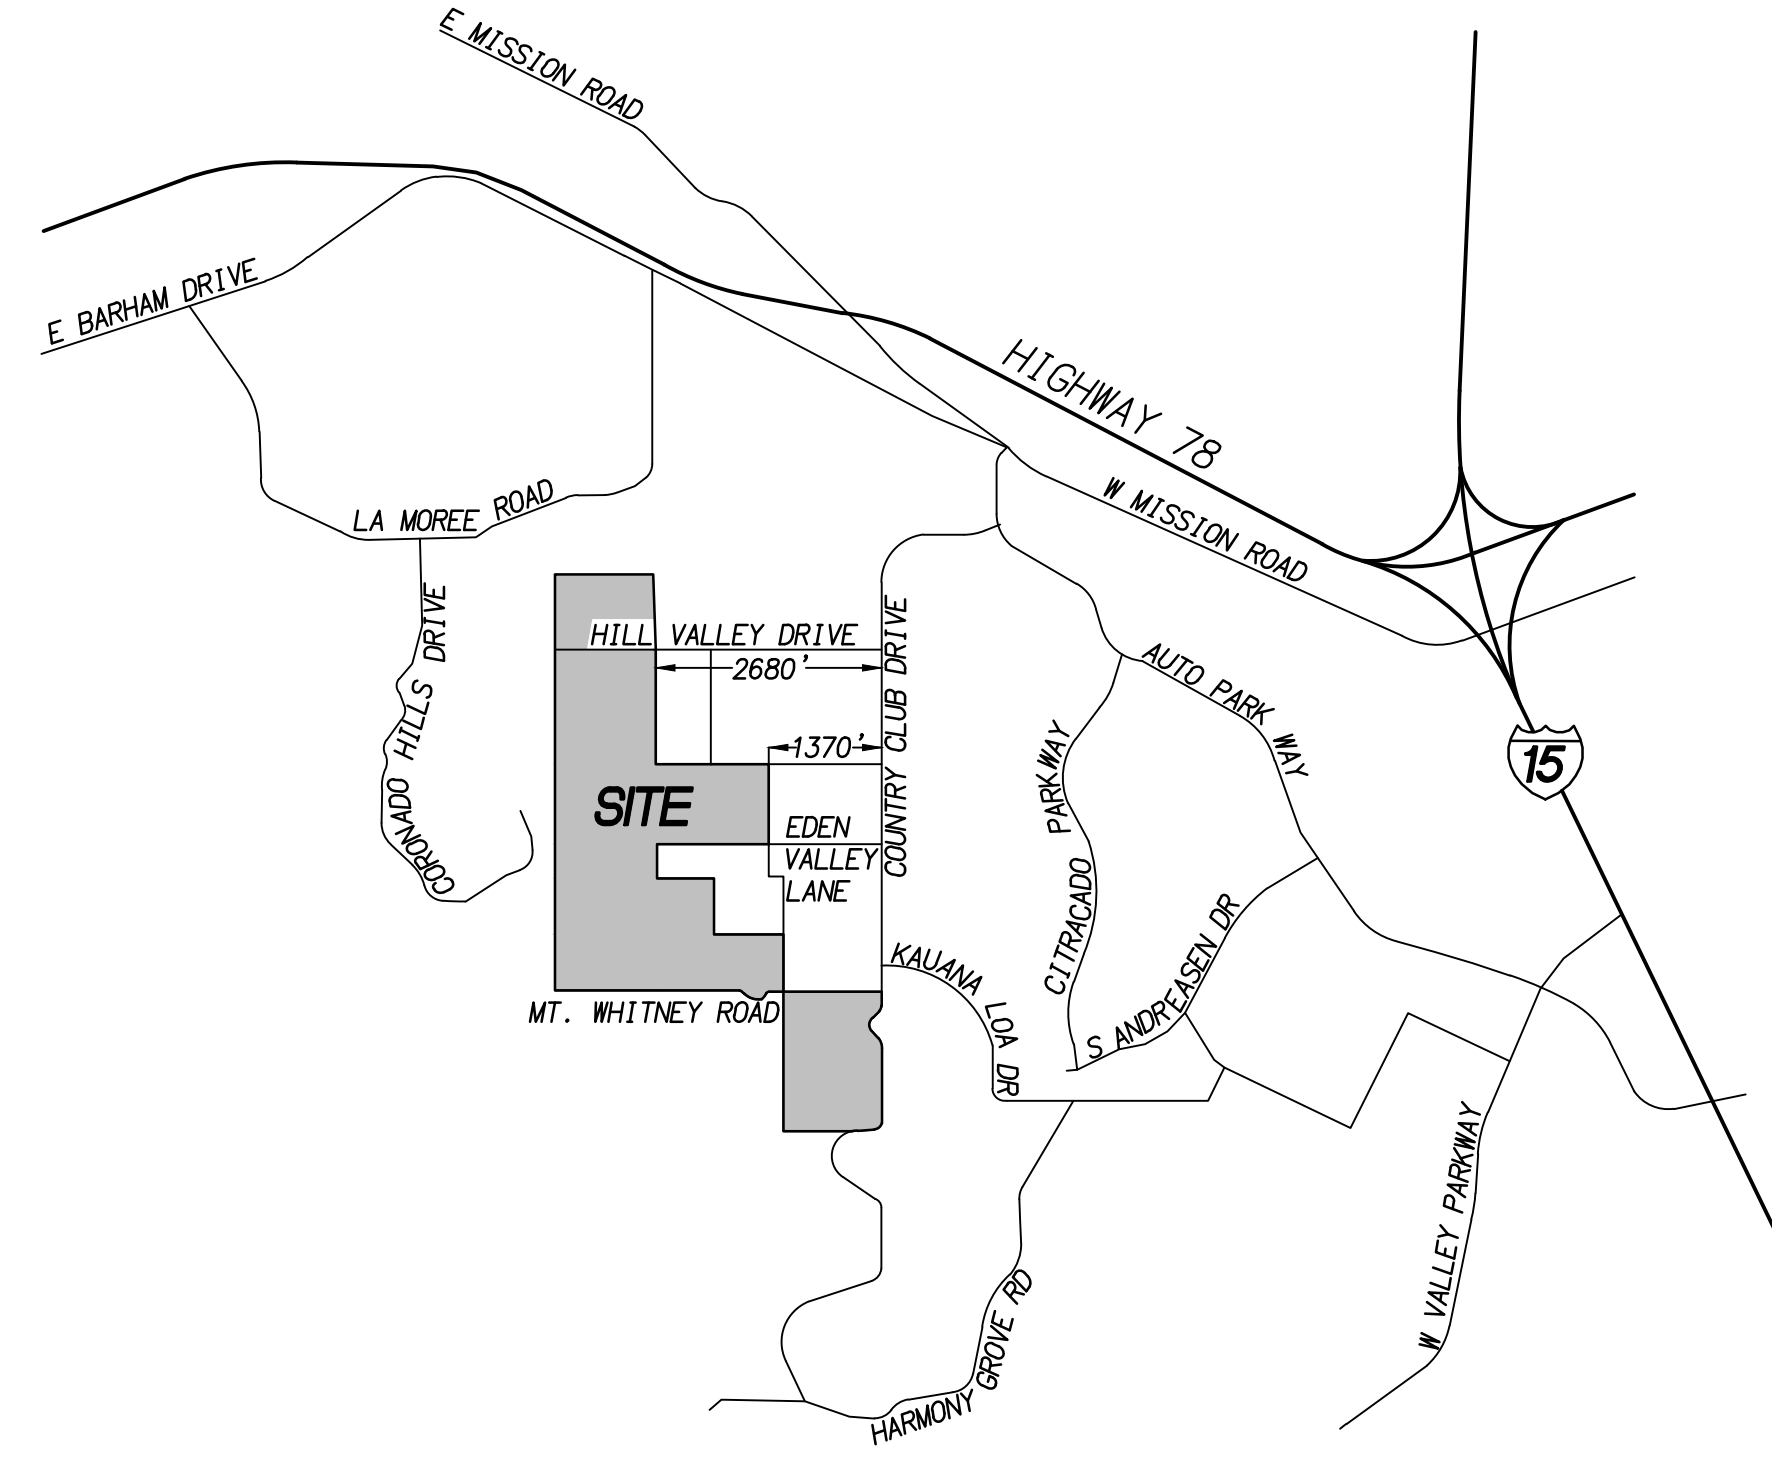 E MISSION ROAD
E BARHAM DRIVE
HIGHWAY 78
W MISSION ROAD
LA MOREE ROAD
CORONADO HILLS DRIVE
HILL VALLEY DRIVE
2680'
1370'
COUNTRY CLUB DRIVE
SITE
EDEN
VALLEY
LANE
AUTO PARK WAY
15
CITRACADO PARKWAY
S ANDREASEN DR
KAUANA LOA DR
MT. WHITNEY ROAD
W VALLEY PARKWAY
HARMONY GROVE RD